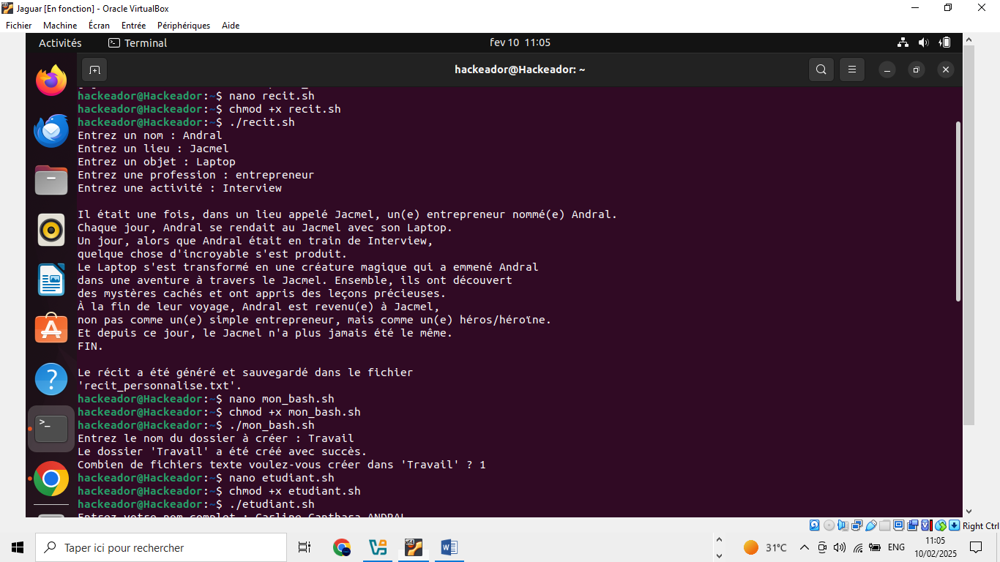 Jaguar [En fonction] - Oracle VirtualBox
Fichier Machine Écran Entrée Périphériques Aide
Activités Terminal fev 10 11:05
hackeador@Hackeador: ~
hackeador@Hackeador:~$ nano recit.sh
hackeador@Hackeador:~$ chmod +x recit.sh
hackeador@Hackeador:~$ ./recit.sh
Entrez un nom : Andral
Entrez un lieu : Jacmel
Entrez un objet : Laptop
Entrez une profession : entrepreneur
Entrez une activité : Interview
Il était une fois, dans un lieu appelé Jacmel, un(e) entrepreneur nommé(e) Andral.
Chaque jour, Andral se rendait au Jacmel avec son Laptop.
Un jour, alors que Andral était en train de Interview,
quelque chose d'incroyable s'est produit.
Le Laptop s'est transformé en une créature magique qui a emmené Andral
dans une aventure à travers le Jacmel. Ensemble, ils ont découvert
des mystères cachés et ont appris des leçons précieuses.
À la fin de leur voyage, Andral est revenu(e) à Jacmel,
non pas comme un(e) simple entrepreneur, mais comme un(e) héros/héroïne.
Et depuis ce jour, le Jacmel n'a plus jamais été le même.
FIN.
Le récit a été généré et sauvegardé dans le fichier
'recit_personnalise.txt'.
hackeador@Hackeador:~$ nano mon_bash.sh
hackeador@Hackeador:~$ chmod +x mon_bash.sh
hackeador@Hackeador:~$ ./mon_bash.sh
Entrez le nom du dossier à créer : Travail
Le dossier 'Travail' a été créé avec succès.
Combien de fichiers texte voulez-vous créer dans 'Travail' ? 1
hackeador@Hackeador:~$ nano etudiant.sh
hackeador@Hackeador:~$ chmod +x etudiant.sh
hackeador@Hackeador:~$ ./etudiant.sh
Entrez votre nom complet : Carline ANDRAL
Right Ctrl
Taper ici pour rechercher
31°C ENG 11:05
10/02/2025